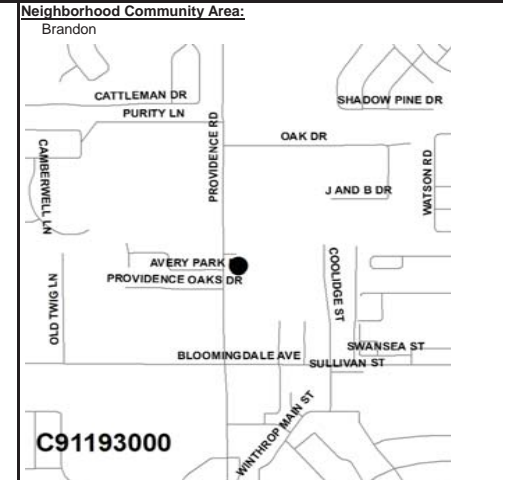 Neighborhood Community Area:
Brandon
CATTLEMAN DR
SHADOW PINE DR
PURITY LN
PROVIDENCE RD
OAK DR
CAMBERWELL LN
WATSON RD
J AND B DR
AVERY PARK
PROVIDENCE OAKS DR
COOLIDGE ST
OLD TWIG LN
SWANSEA ST
BLOOMINGDALE AVE
SULLIVAN ST
WINTHROP MAIN ST
C91193000